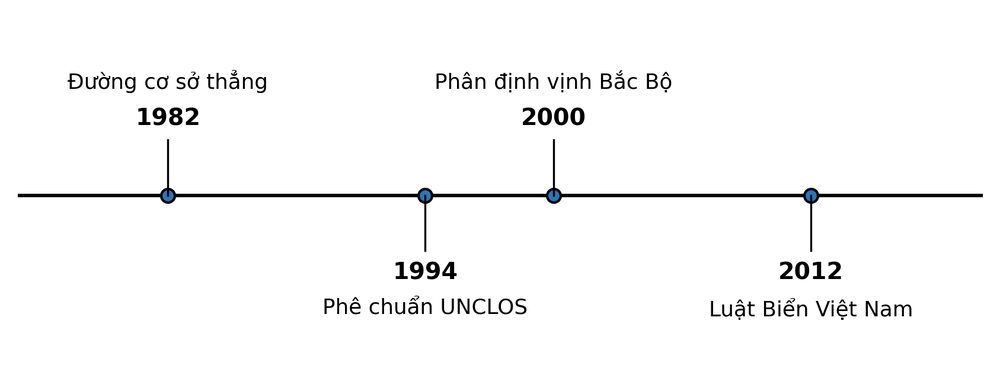 Đường cơ sở thẳng
1982
Phân định vịnh Bắc Bộ
2000
1994
Phê chuẩn UNCLOS
2012
Luật Biển Việt Nam